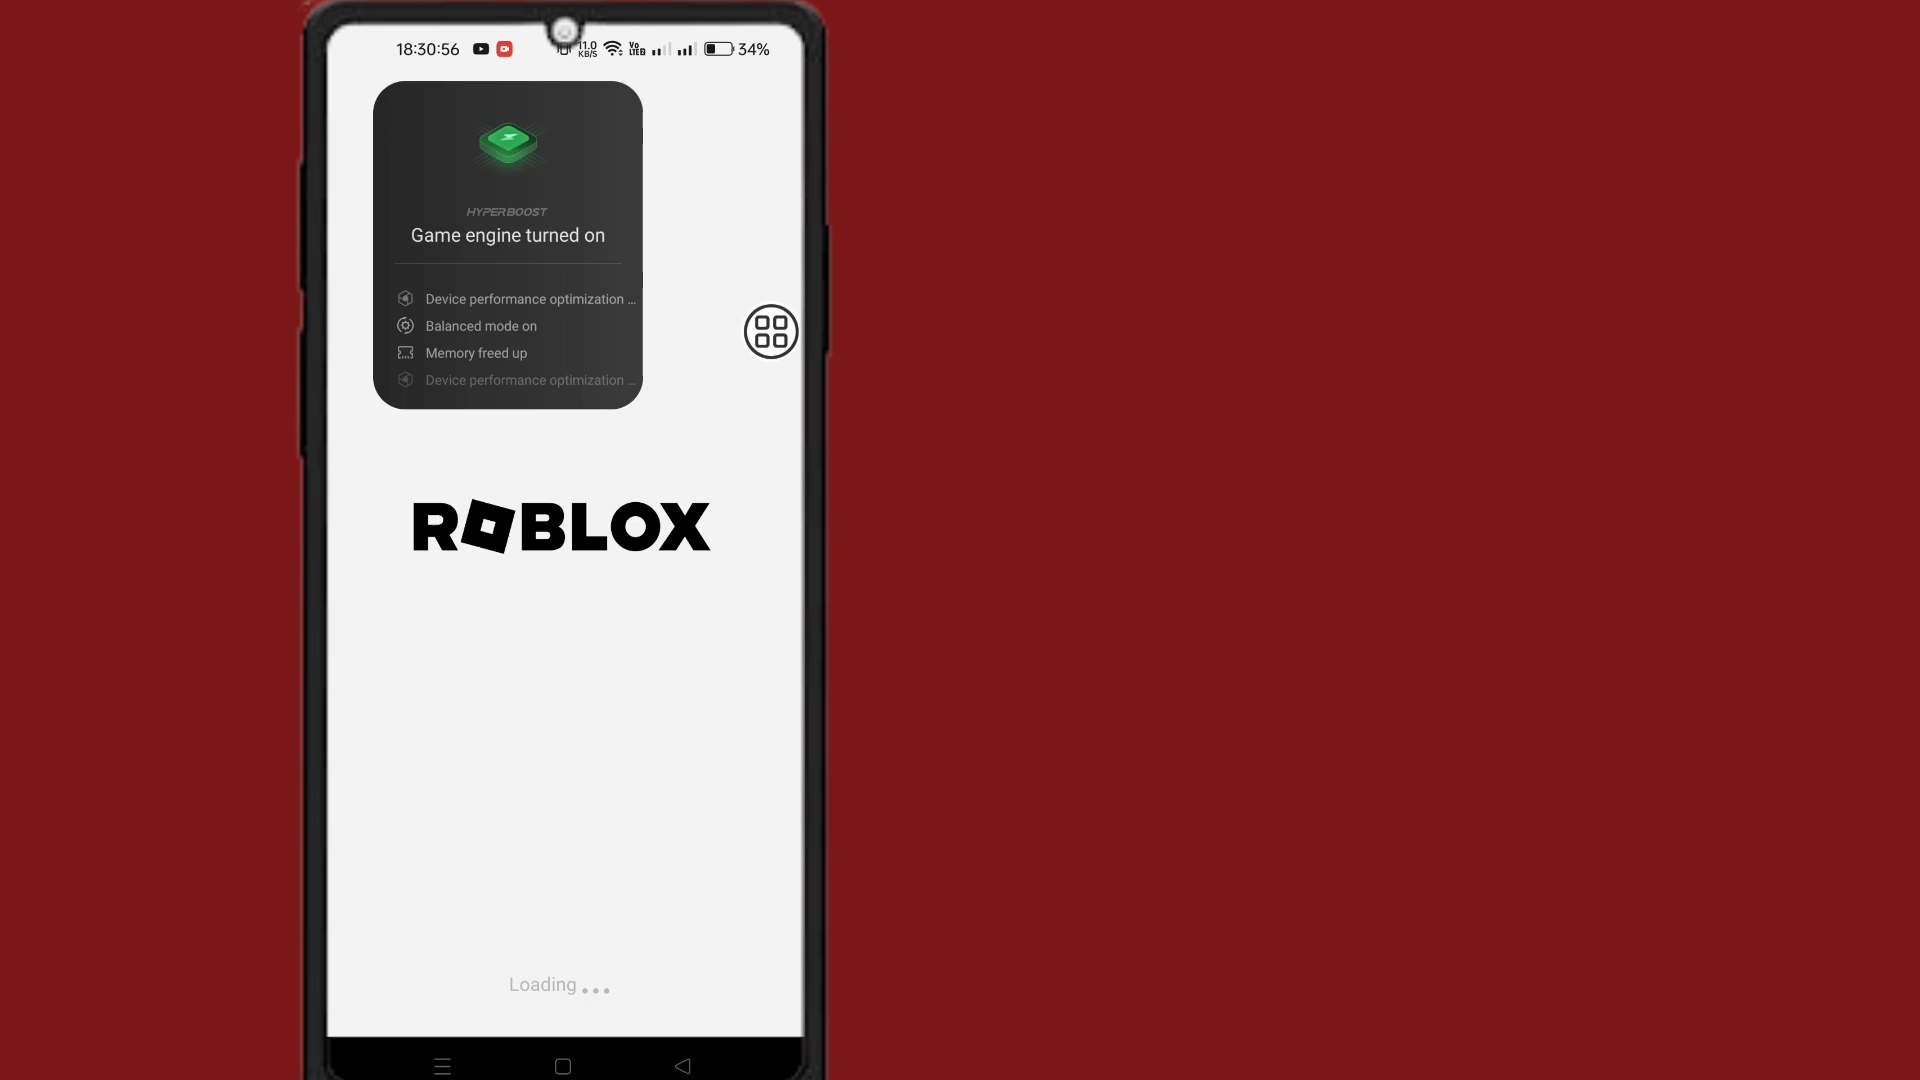 18:30:56
11.0
KB/S
Vo
LTE2
34%
HYPERBOOST
Game engine turned on
Device performance optimization ...
Balanced mode on
Memory freed up
Device performance optimization ...
ROBLOX
Loading...